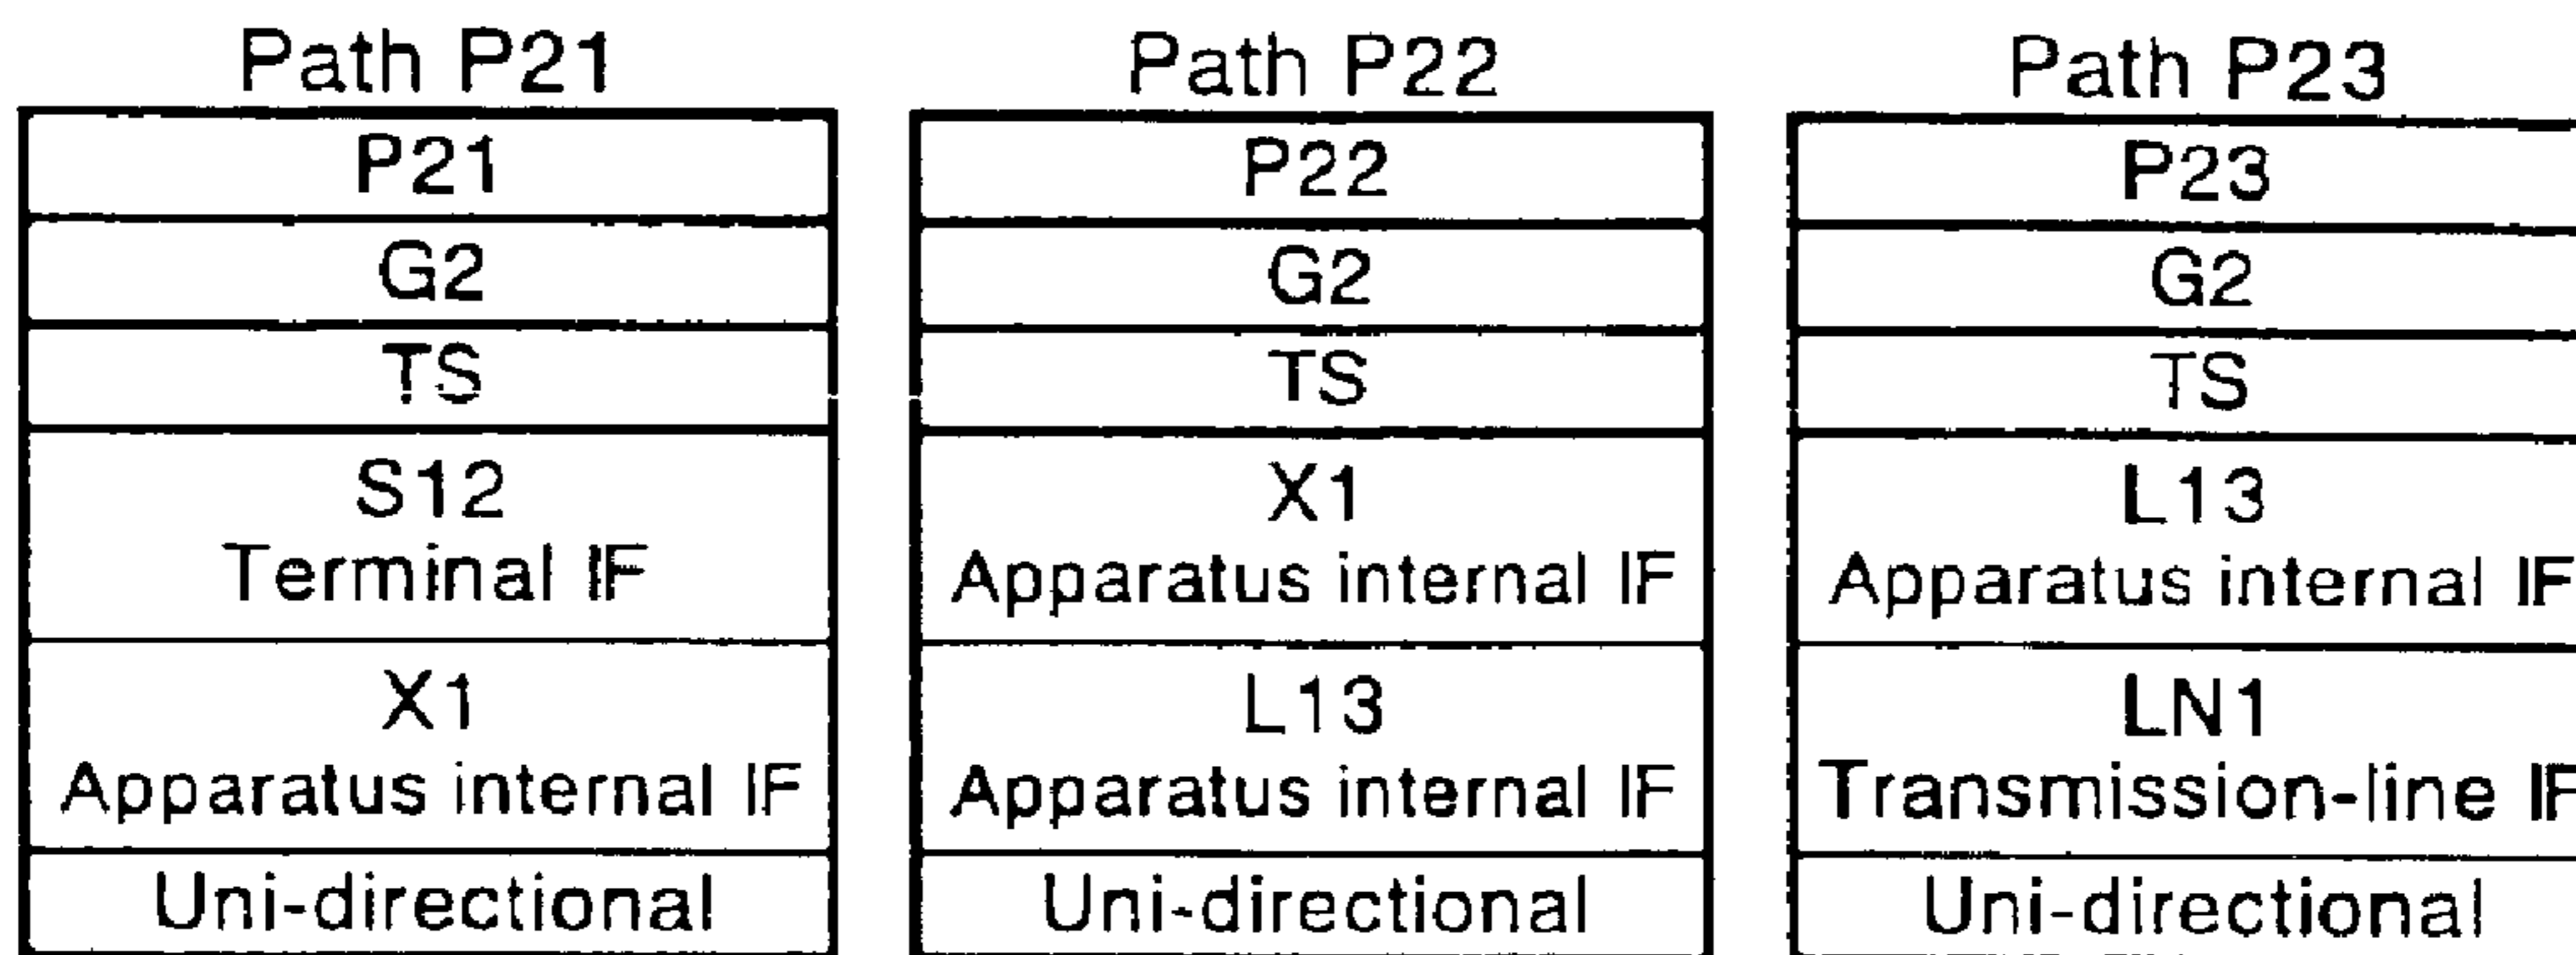 Path P21
P21
G2
TS
S12
Terminal IF
X1
Apparatus internal IF
Uni-directional
Path P22
P22
G2
TS
X1
Apparatus internal IF
L13
Apparatus internal IF
Uni-directional
Path P23
P23
G2
TS
L13
Apparatus internal IF
LN1
Transmission-line IF
Uni-directional